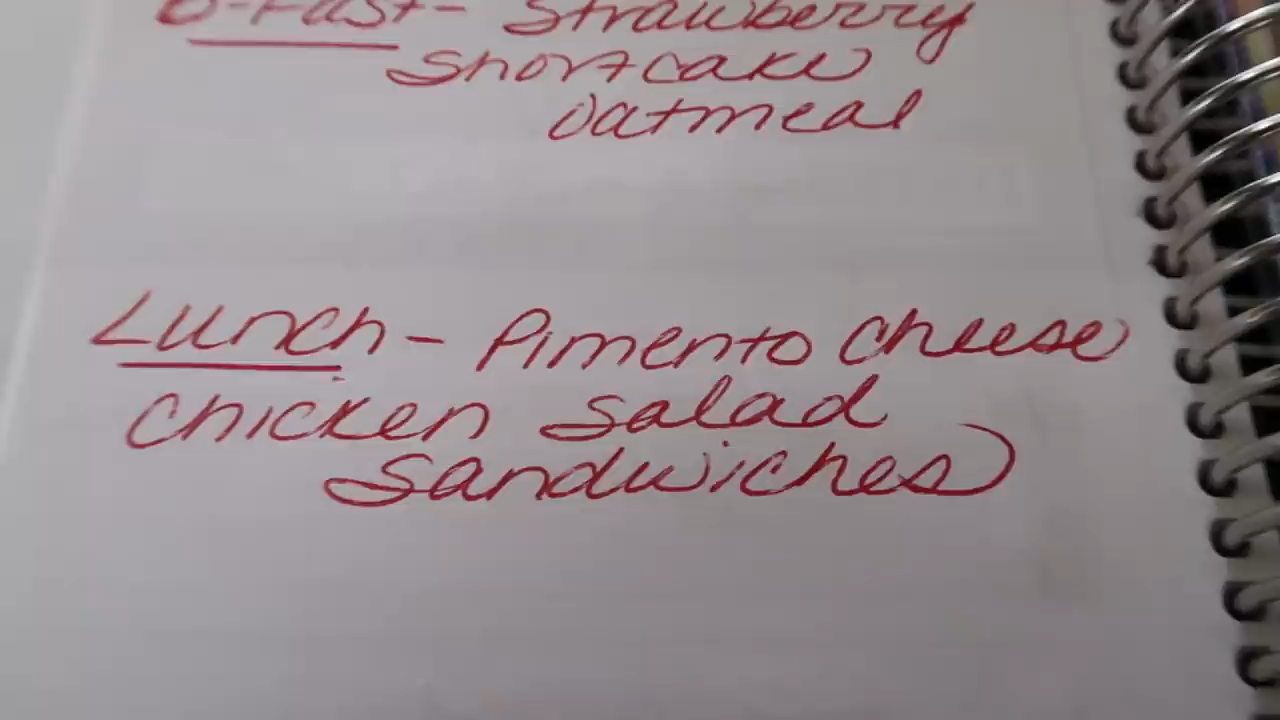 B-Fast- Strawberry
Shortcake
Oatmeal
Lunch- Pimento Cheese
Chicken Salad
Sandwiches